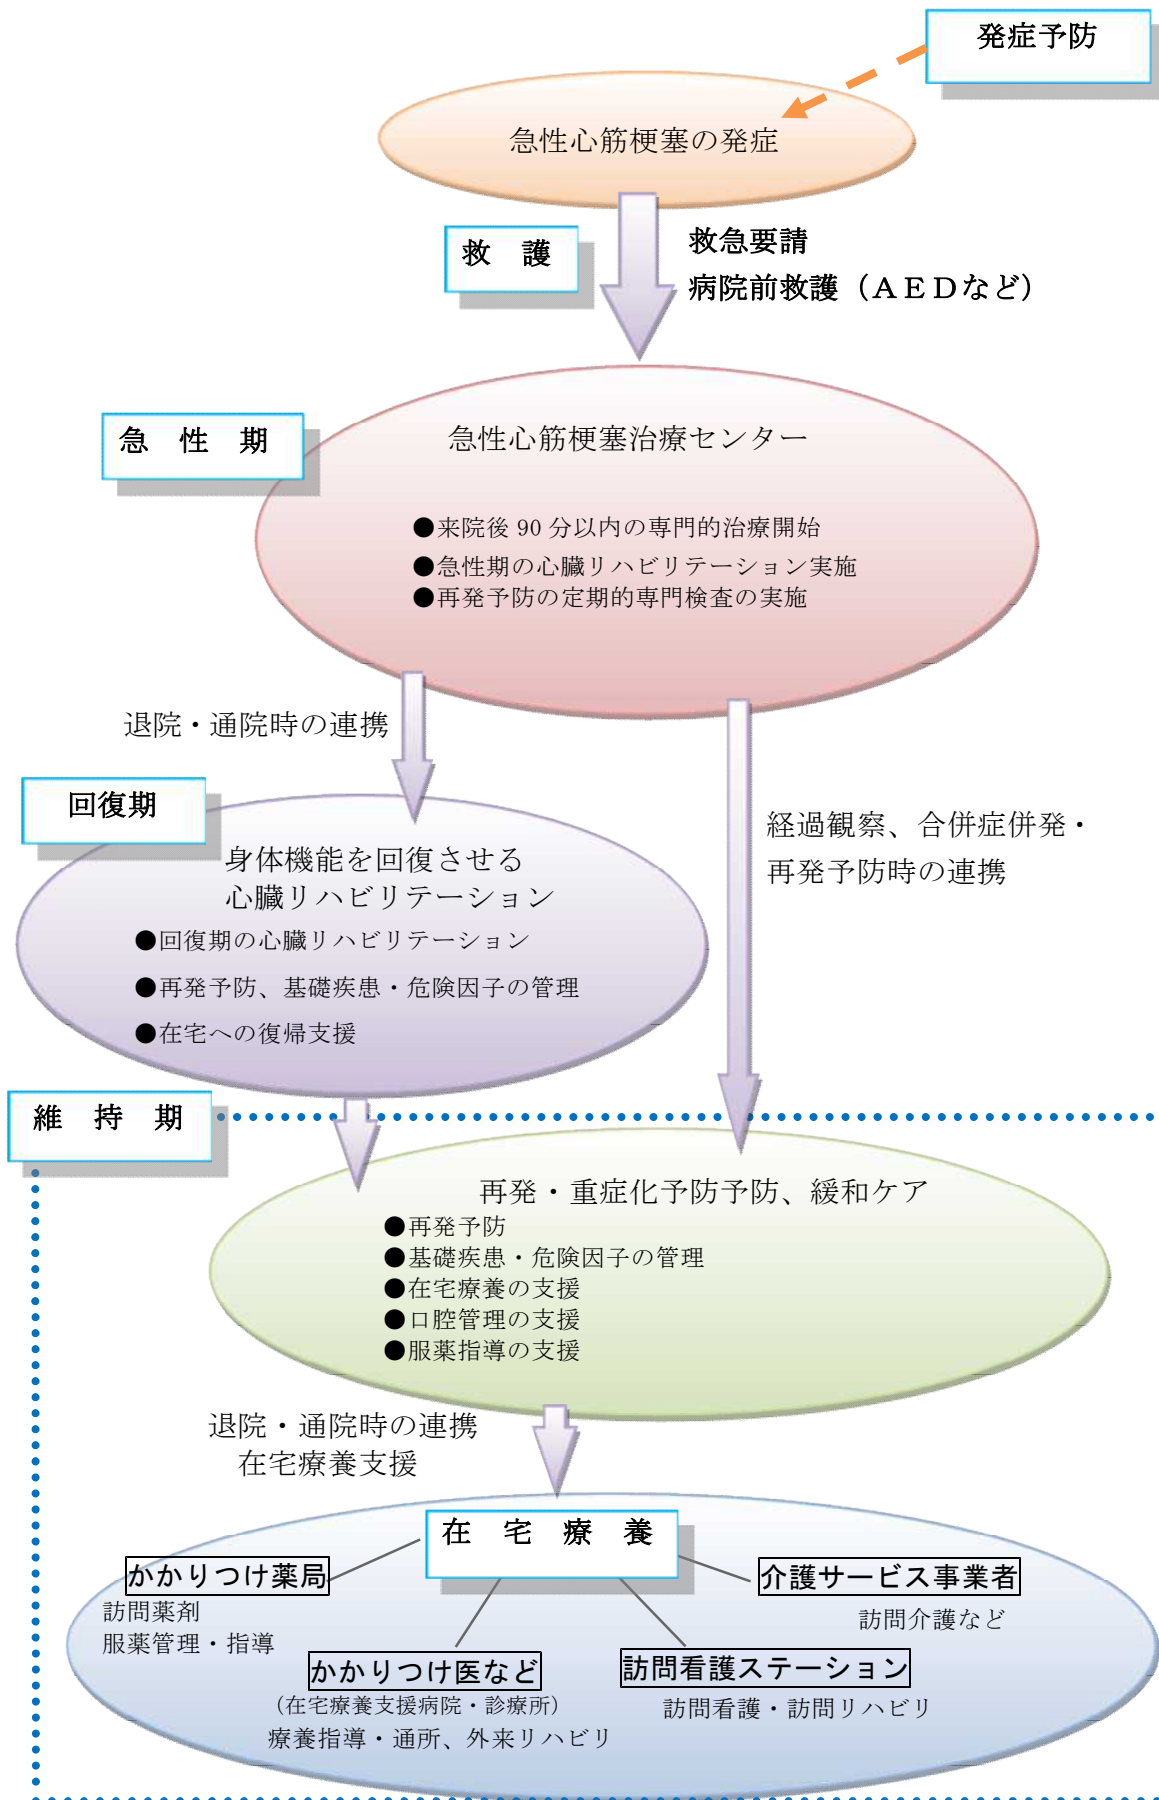 発症予防
急性心筋梗塞の発症
救　護
救急要請
病院前救護（ＡＥＤなど）
急　性　期
急性心筋梗塞治療センター
●来院後 90 分以内の専門的治療開始
●急性期の心臓リハビリテーション実施
●再発予防の定期的専門検査の実施
退院・通院時の連携
回復期
身体機能を回復させる
心臓リハビリテーション
●回復期の心臓リハビリテーション
●再発予防、基礎疾患・危険因子の管理
●在宅への復帰支援
経過観察、合併症併発・
再発予防時の連携
維　持　期
再発・重症化予防予防、緩和ケア
●再発予防
●基礎疾患・危険因子の管理
●在宅療養の支援
●口腔管理の支援
●服薬指導の支援
退院・通院時の連携
在宅療養支援
在　宅　療　養
かかりつけ薬局
訪問薬剤
服薬管理・指導
かかりつけ医など
（在宅療養支援病院・診療所）
療養指導・通所、外来リハビリ
訪問看護ステーション
訪問看護・訪問リハビリ
介護サービス事業者
訪問介護など